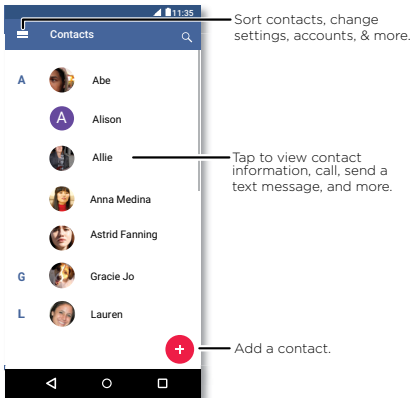 11:35
Contacts
Sort contacts, change
settings, accounts, & more.
A
Abe
A
Alison
Allie
Tap to view contact
information, call, send a
text message, and more.
Anna Medina
Astrid Fanning
G
Gracie Jo
L
Lauren
+
Add a contact.